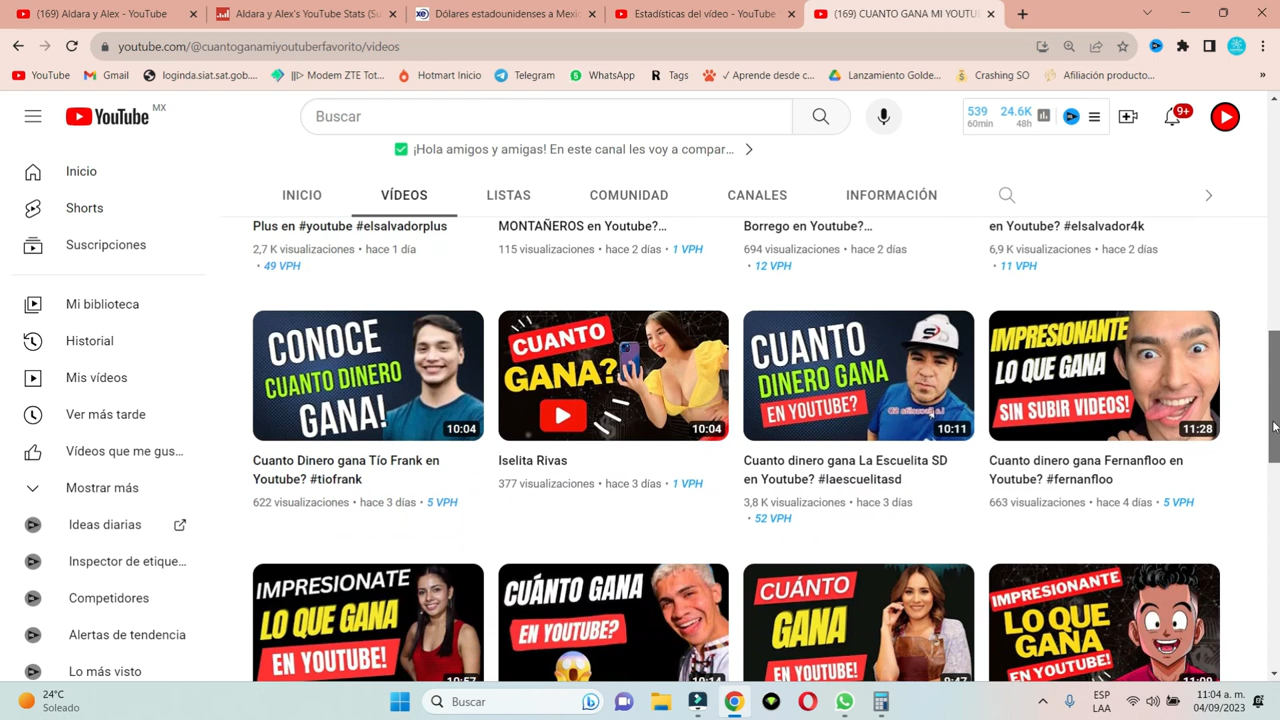 (169) Aldara y Alex - YouTube
Aldara y Alex's YouTube Stats (Su
Dólares estadounidenses a Mexic
Estadísticas del vídeo - YouTube
(169) CUANTO GANA MI YOUTU
youtube.com/@cuantoganamiyoutuberfavorito/videos
YouTube
Gmail
loginda.siat.sat.gob....
||▷ Modem ZTE Tot...
Hotmart Inicio
Telegram
WhatsApp
R Tags
✓ Aprende desde c...
Lanzamiento Golde...
Crashing SO
Afiliación producto...
»
YouTube MX
Buscar
539
60min
24.6K
48h
9+
¡Hola amigos y amigas! En este canal les voy a compar...
INICIO
VÍDEOS
LISTAS
COMUNIDAD
CANALES
INFORMACIÓN
Inicio
Shorts
Suscripciones
Mi biblioteca
Historial
Mis vídeos
Ver más tarde
Vídeos que me gus...
Mostrar más
Ideas diarias
Inspector de etique...
Competidores
Alertas de tendencia
Lo más visto
Plus en #youtube #elsalvadorplus
2,7 K visualizaciones • hace 1 día
• 49 VPH
MONTAÑEROS en Youtube?...
115 visualizaciones • hace 2 días • 1 VPH
Borrego en Youtube?...
694 visualizaciones • hace 2 días
• 12 VPH
en Youtube? #elsalvador4k
6,9 K visualizaciones • hace 2 días
• 11 VPH
CONOCE
CUANTO DINERO
GANA!
10:04
Cuanto Dinero gana Tío Frank en
Youtube? #tiofrank
622 visualizaciones • hace 3 días • 5 VPH
CUANTO
GANA?
10:04
Iselita Rivas
377 visualizaciones • hace 3 días • 1 VPH
CUANTO
DINERO GANA
EN YOUTUBE?
10:11
Cuanto dinero gana La Escuelita SD
en Youtube? #laescuelitasd
3,8 K visualizaciones • hace 3 días
• 52 VPH
IMPRESIONANTE
LO QUE GANA
SIN SUBIR VIDEOS!
11:28
Cuanto dinero gana Fernanfloo en
Youtube? #fernanfloo
663 visualizaciones • hace 4 días • 5 VPH
IMPRESIONATE
LO QUE GANA
EN YOUTUBE!
10:57
CUÁNTO GANA
EN YOUTUBE?
10:14
CUÁNTO
GANA
EN YOUTUBE!
9:47
IMPRESIONANTE
LO QUE
GANA
EN YOUTUBE!
11:09
24°C
Soleado
Buscar
ESP
LAA
11:04 a. m.
04/09/2023